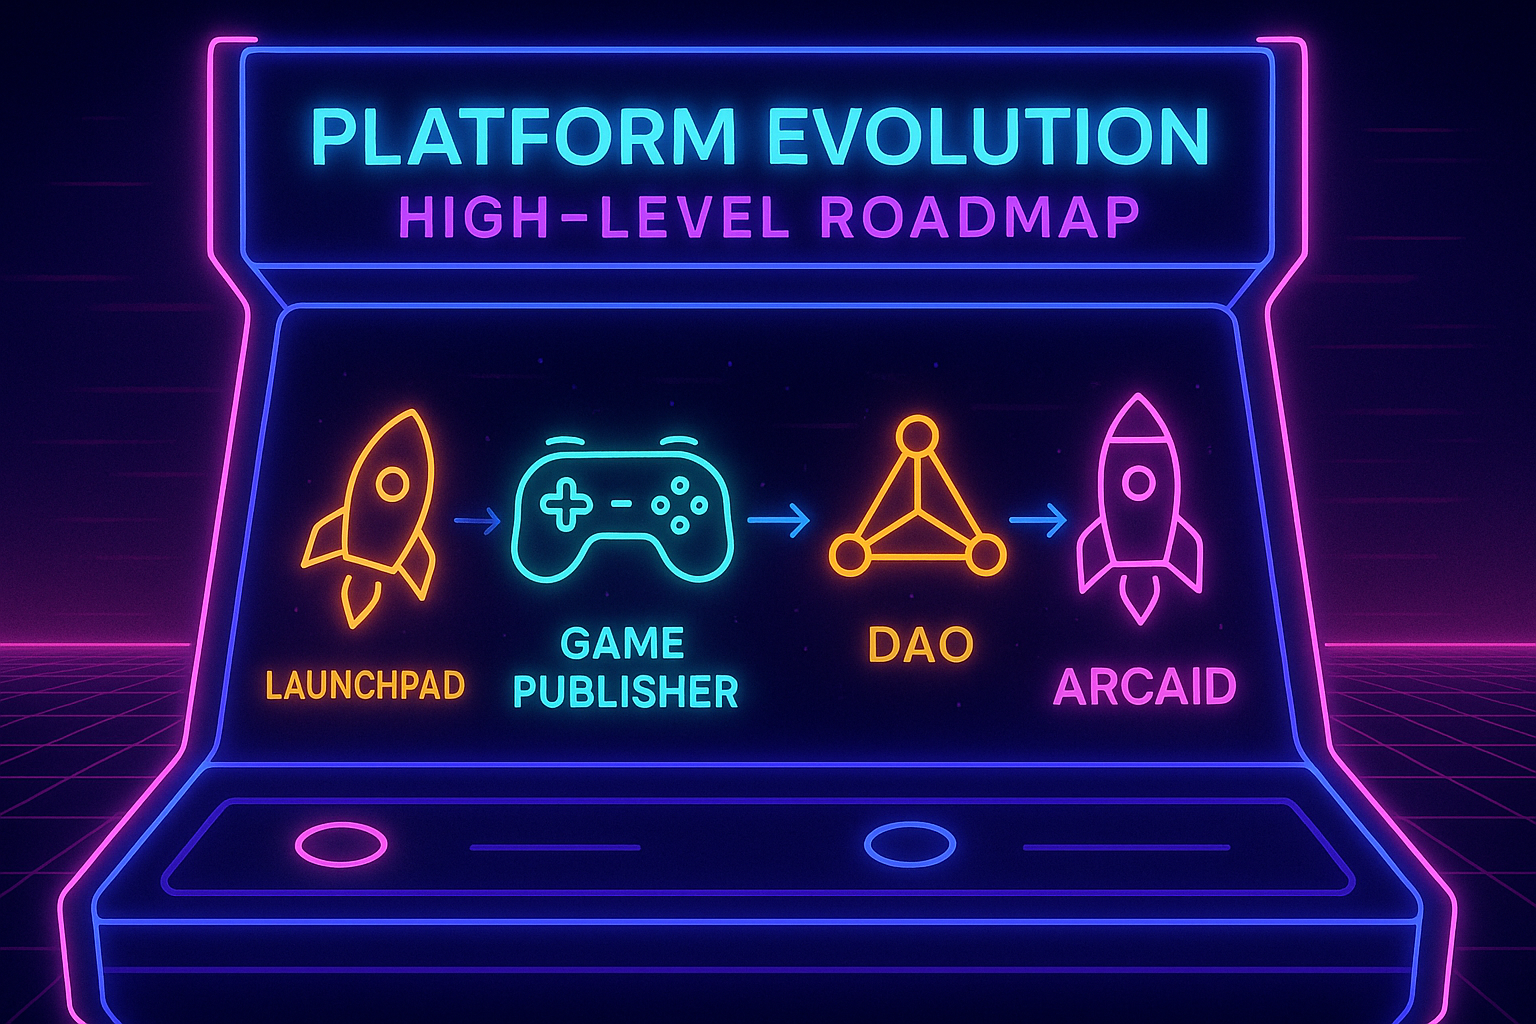 PLATFORM EVOLUTION
HIGH-LEVEL ROADMAP
LAUNCHPAD
GAME
PUBLISHER
DAO
ARCAID